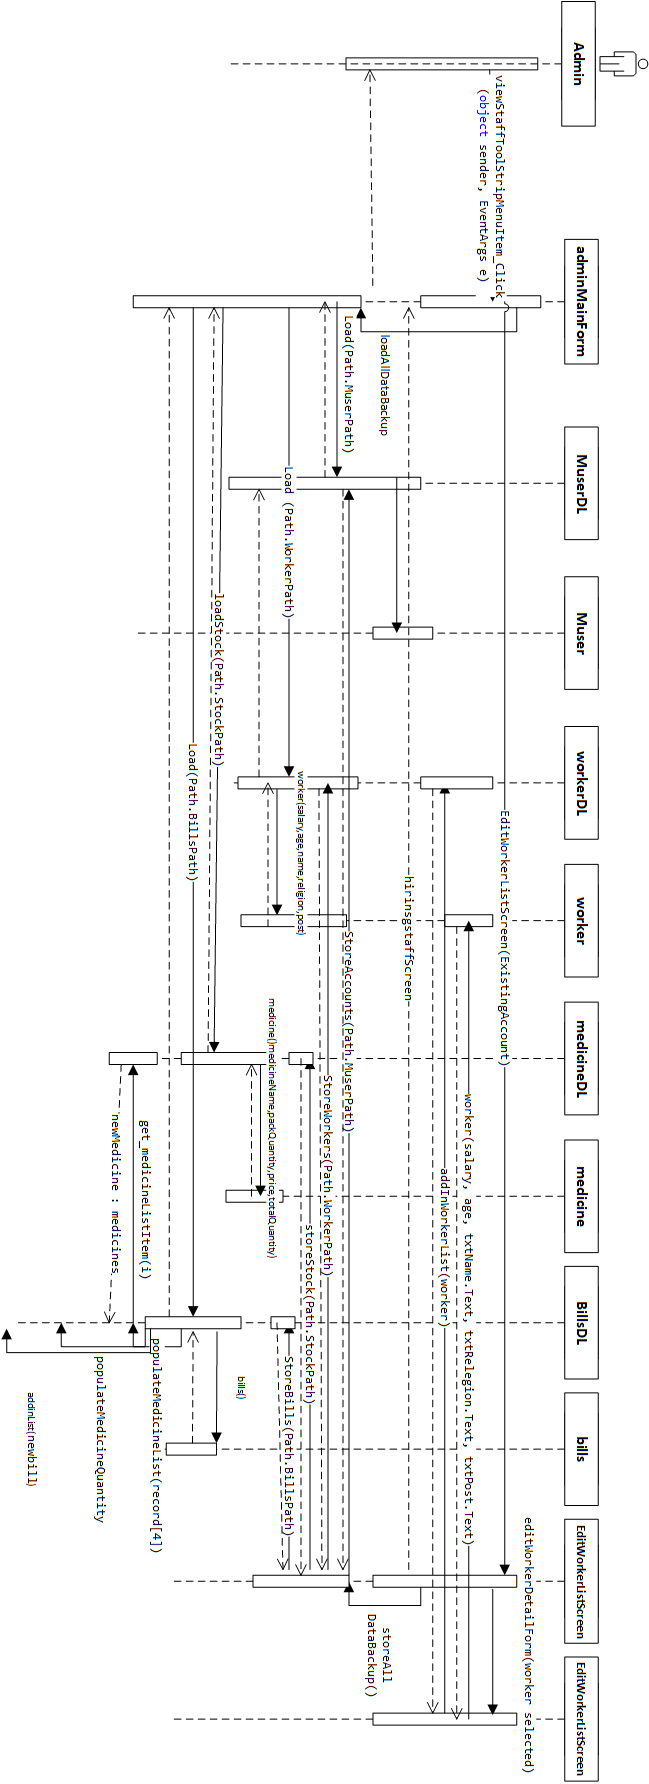 Admin
adminMainForm
MuserDL
Muser
workerDL
worker
medicineDL
medicine
BillsDL
bills
EditWorkerListScreen
EditWorkerListScreen
viewStaffToolStripMenuItem_Click
(object sender, EventArgs e)
EditWorkerListScreen(ExistingAccount)
editWorkerDetailForm(worker selected)
worker(salary, age, txtName.Text, txtRelegion.Text, txtPost.Text)
addInWorkerList(worker)
hirinsgstaffScreen
loadAllDataBackup
storeAll
DataBackup()
Load(Path.MuserPath)
StoreAccounts(Path.MuserPath)
StoreWorkers(Path.WorkerPath)
storeStock(Path.StockPath)
StoreBills(Path.BillsPath)
Load (Path.WorkerPath)
worker(salary,age,name,religion,post)
medicine()medicineName,packQuantity,price,totalQuantity)
bills()
loadStock(Path.StockPath)
Load(Path.BillsPath)
get_medicineListItem(i)
newMedicine : medicines
populateMedicineList(record[4])
populateMedicineQuantity
addinList(newbill)